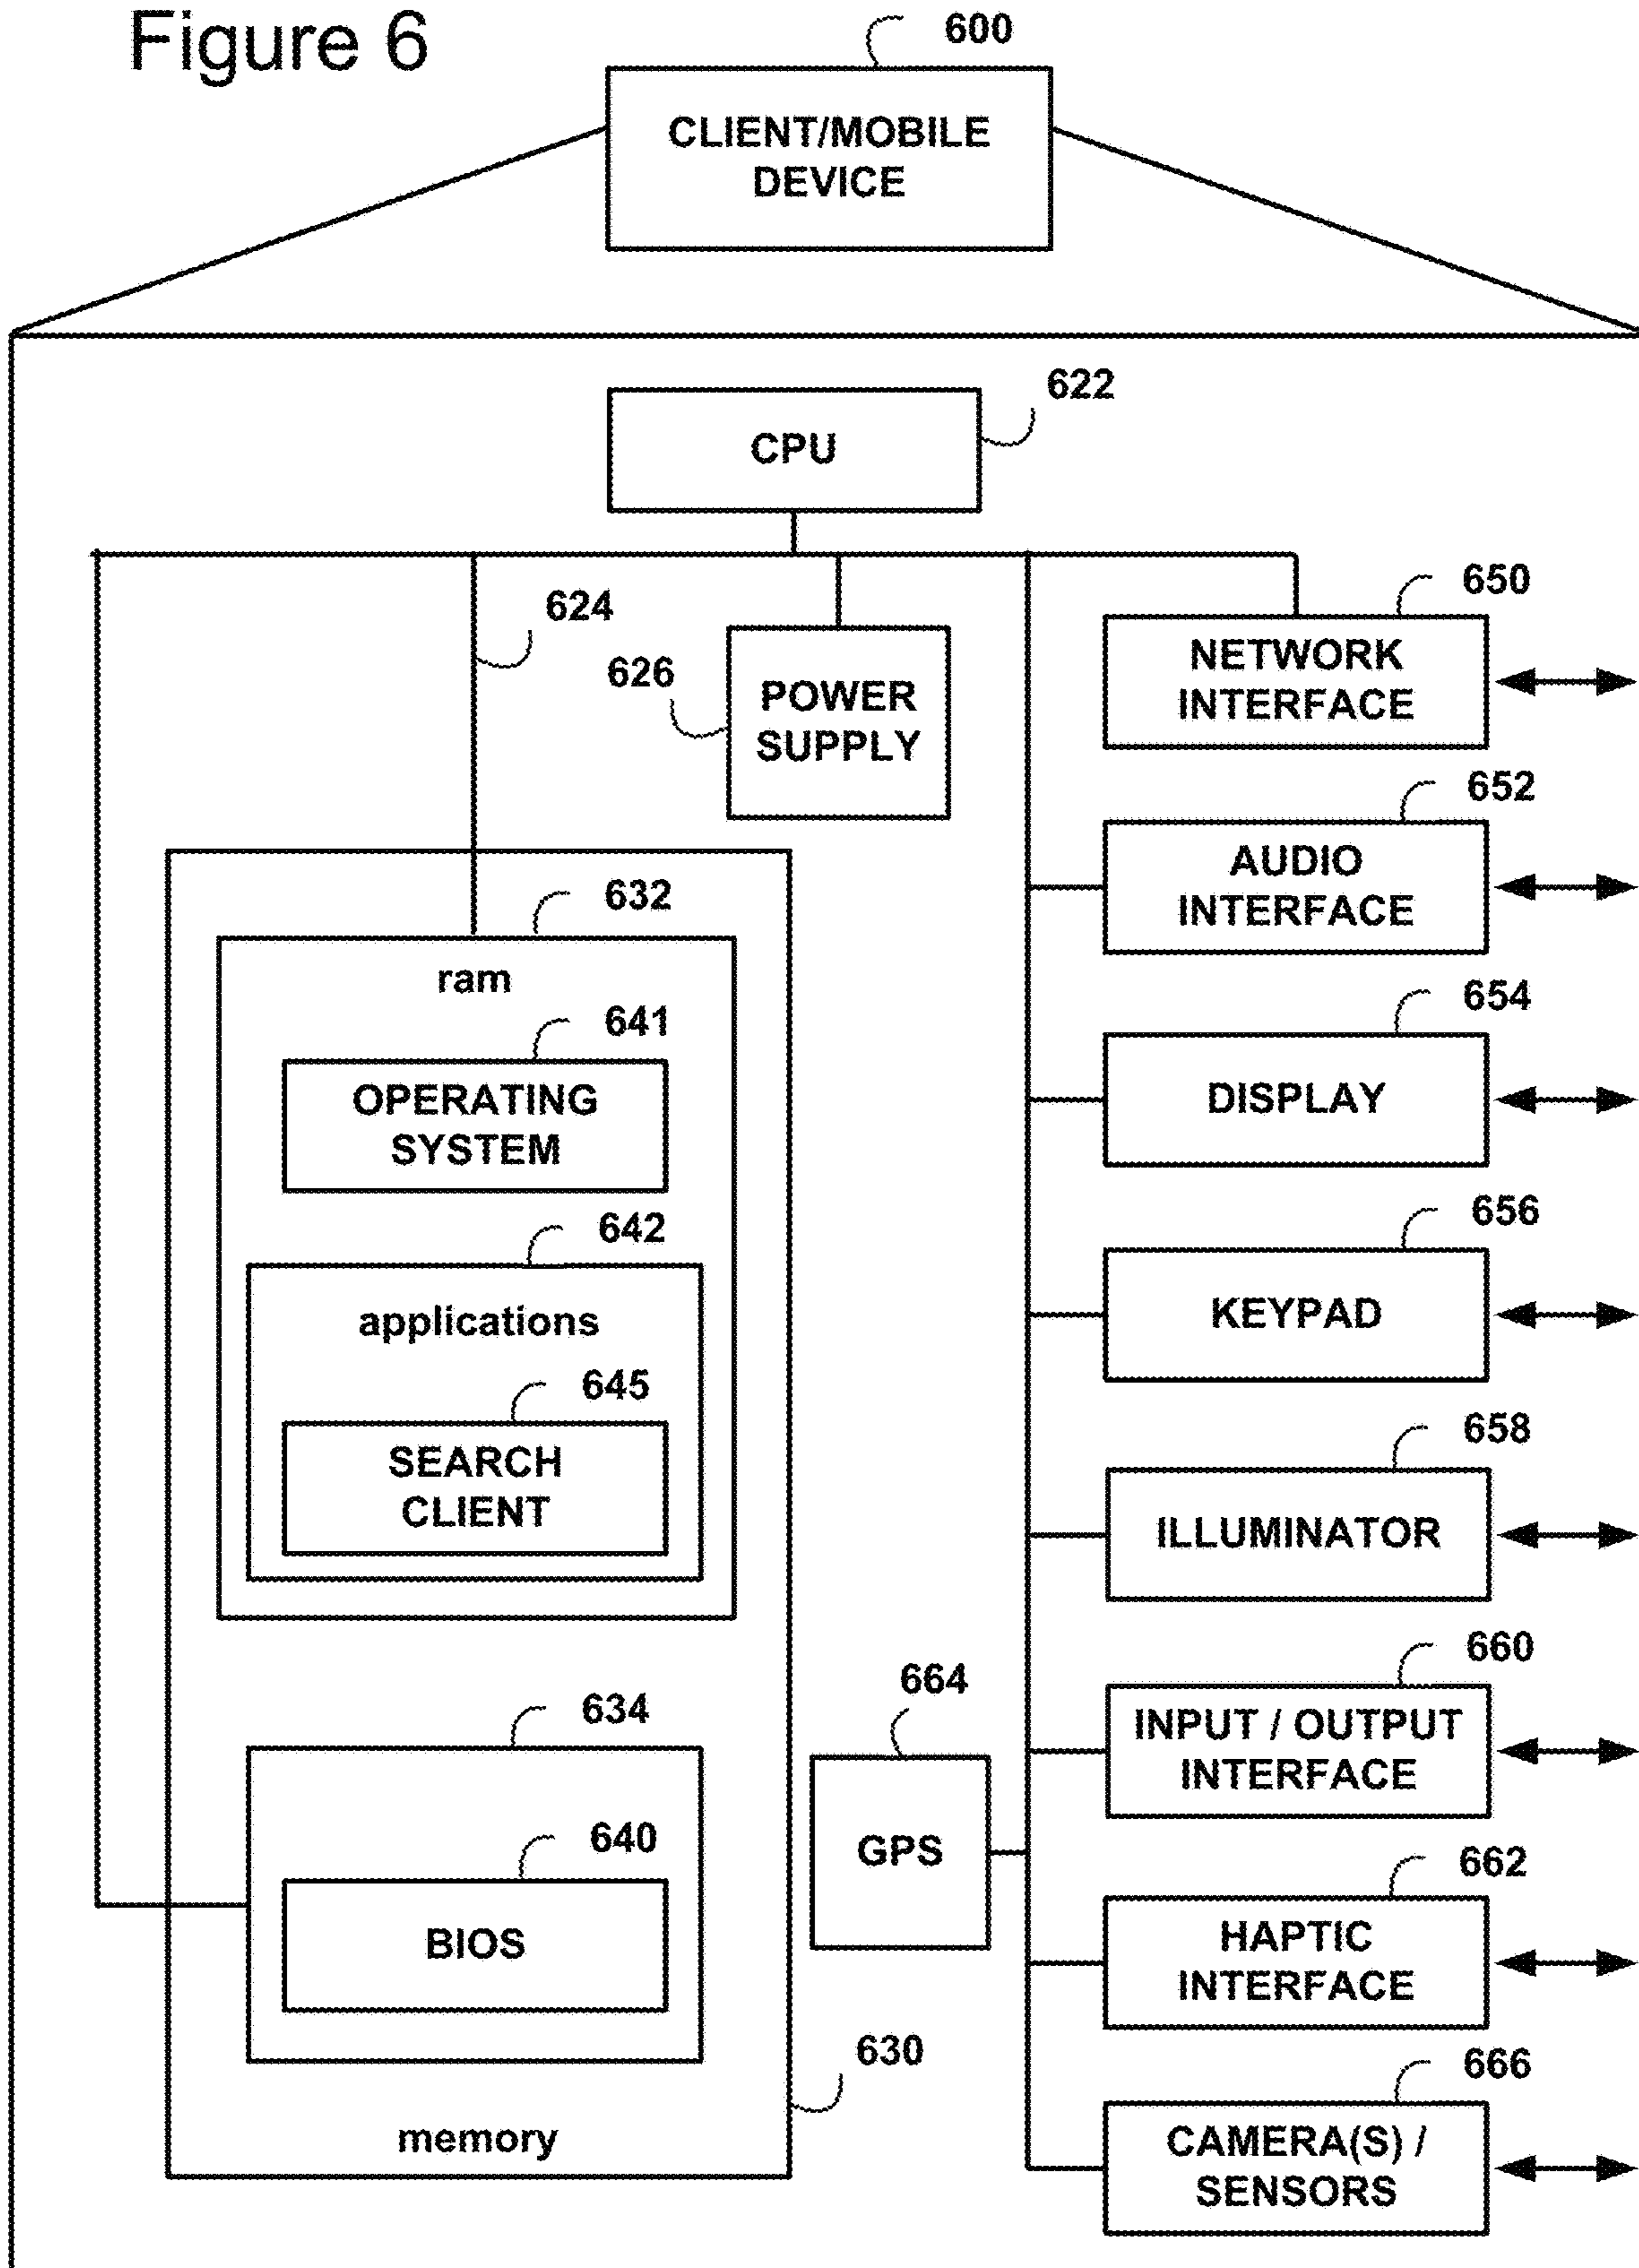 Figure 6
600
CLIENT/MOBILE
DEVICE
622
CPU
624
626
POWER
SUPPLY
650
NETWORK
INTERFACE
652
AUDIO
INTERFACE
632
ram
654
DISPLAY
641
OPERATING
SYSTEM
656
KEYPAD
642
applications
645
SEARCH
CLIENT
658
ILLUMINATOR
660
INPUT / OUTPUT
INTERFACE
664
GPS
634
640
BIOS
662
HAPTIC
INTERFACE
630
memory
666
CAMERA(S) /
SENSORS